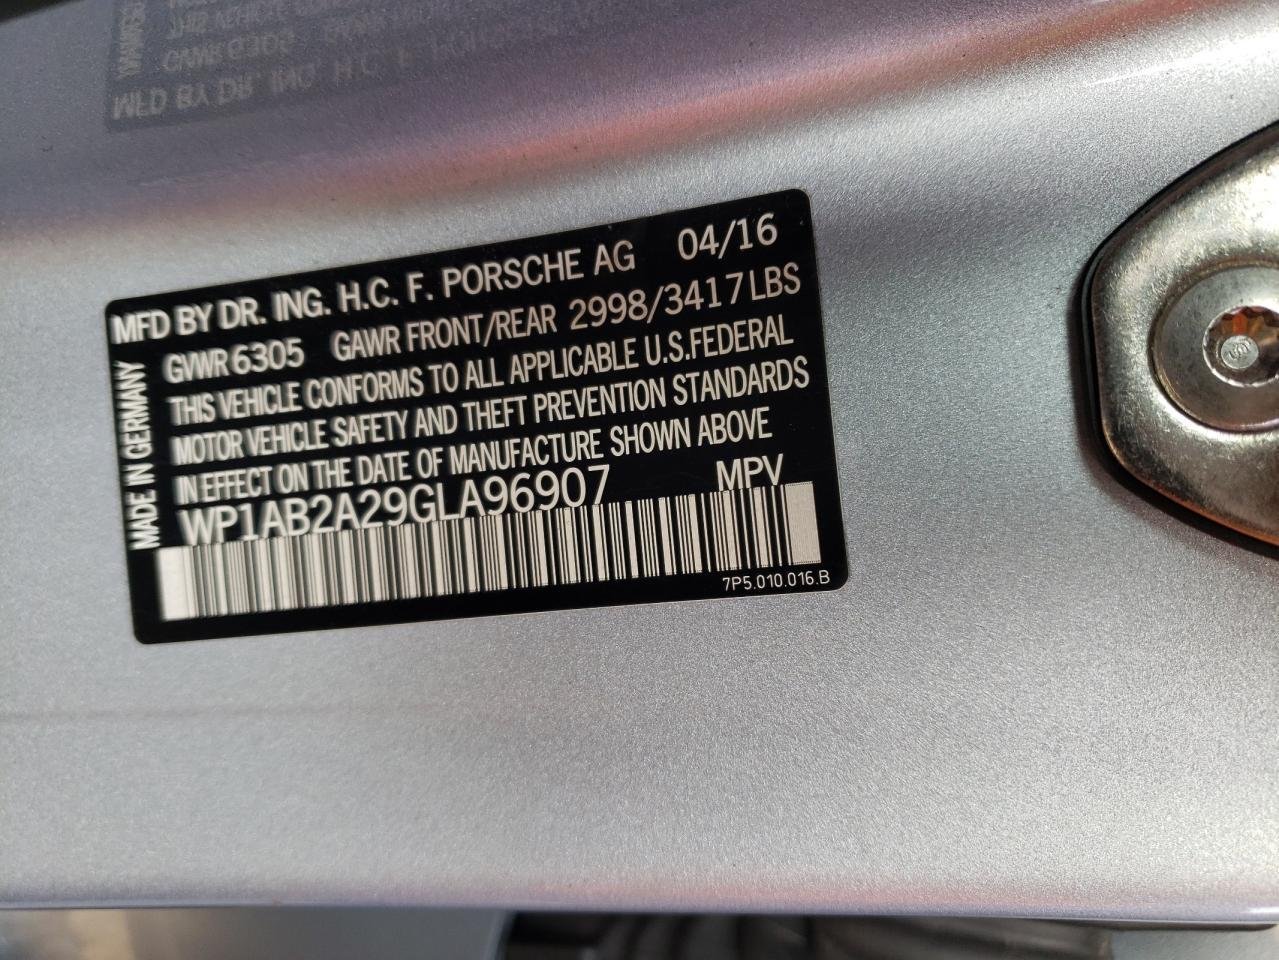 MFD BY DR. ING. H.C. F. PORSCHE AG 04/16
GVWR 6305 GAWR FRONT/REAR 2998/3417 LBS
THIS VEHICLE CONFORMS TO ALL APPLICABLE U.S. FEDERAL
MOTOR VEHICLE SAFETY AND THEFT PREVENTION STANDARDS
IN EFFECT ON THE DATE OF MANUFACTURE SHOWN ABOVE
WP1AB2A29GLA96907 MPV
7P5.010.016.B
MADE IN GERMANY